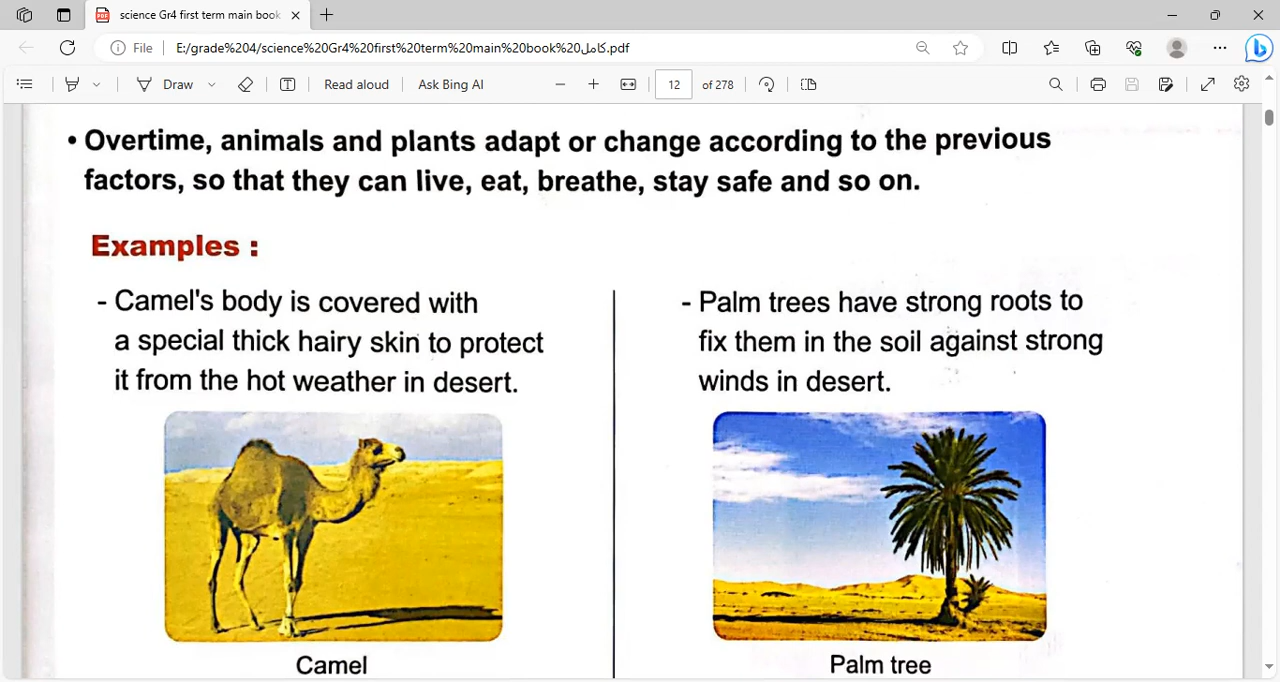 science Gr4 first term main book
File
E:/grade%204/science%20Gr4%20first%20term%20main%20book%20كامل.pdf
Draw
Read aloud
Ask Bing AI
12
of 278
• Overtime, animals and plants adapt or change according to the previous
factors, so that they can live, eat, breathe, stay safe and so on.
Examples :
- Camel's body is covered with
a special thick hairy skin to protect
it from the hot weather in desert.
Camel
- Palm trees have strong roots to
fix them in the soil against strong
winds in desert.
Palm tree